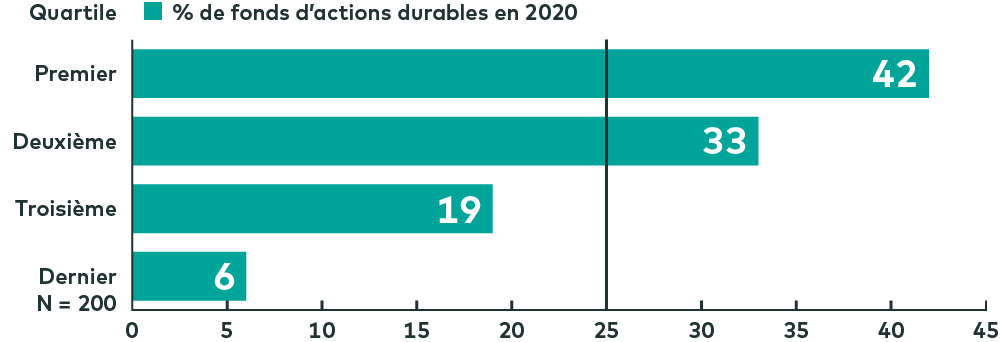 Quartile % de fonds d’actions durables en 2020
Premier 42
Deuxième 33
Troisième 19
Dernier 6
N = 200
0 5 10 15 20 25 30 35 40 45